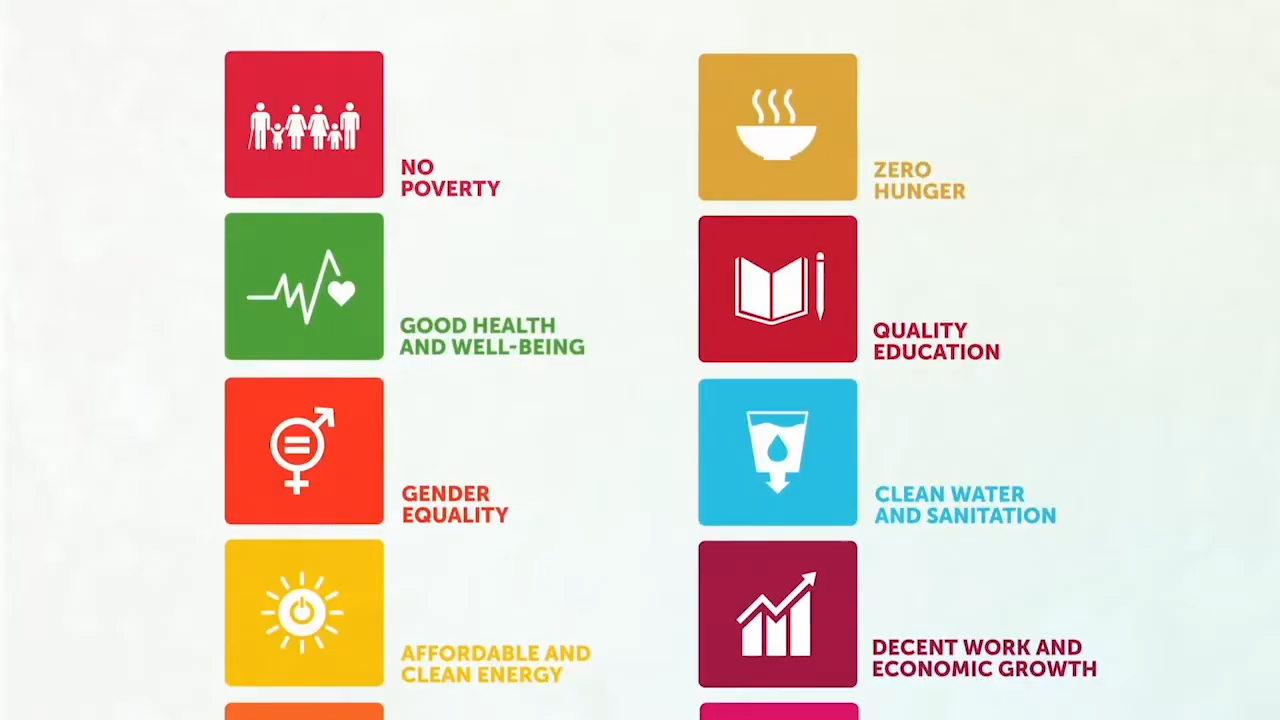 NO
POVERTY
ZERO
HUNGER
GOOD HEALTH
AND WELL-BEING
QUALITY
EDUCATION
GENDER
EQUALITY
CLEAN WATER
AND SANITATION
AFFORDABLE AND
CLEAN ENERGY
DECENT WORK AND
ECONOMIC GROWTH